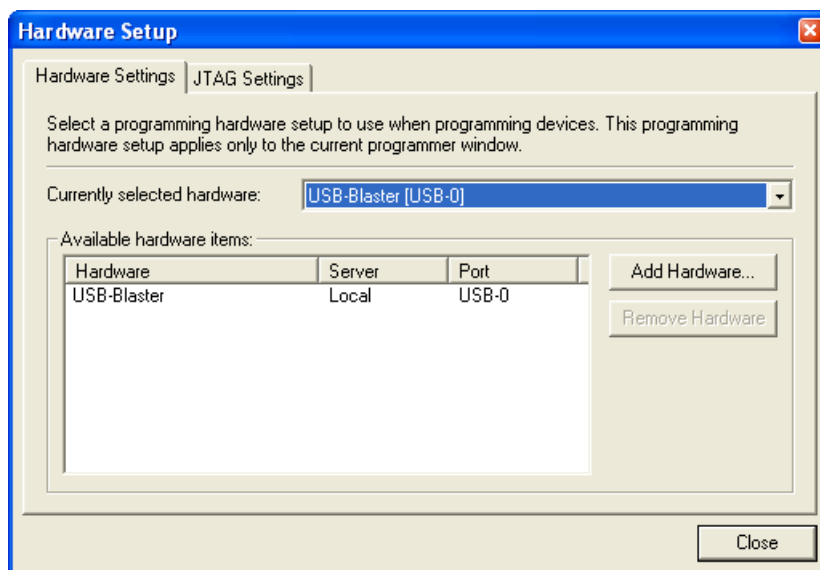 Hardware Setup
Hardware Settings JTAG Settings
Select a programming hardware setup to use when programming devices. This programming
hardware setup applies only to the current programmer window.
Currently selected hardware: USB-Blaster [USB-0]
Available hardware items:
Hardware Server Port
USB-Blaster Local USB-0
Add Hardware...
Remove Hardware
Close